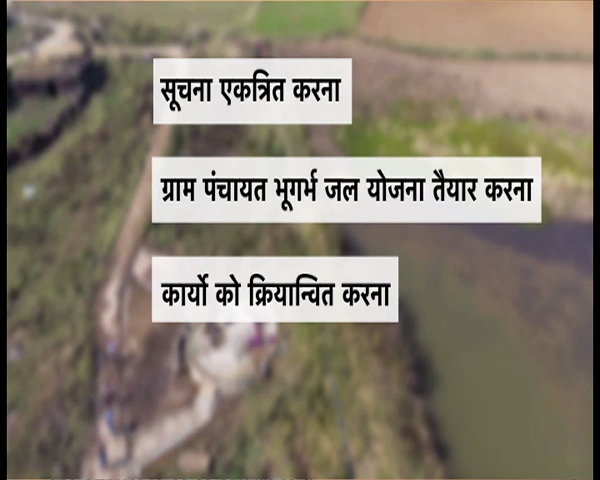 सूचना एकत्रित करना
ग्राम पंचायत भूगर्भ जल योजना तैयार करना
कार्यो को क्रियान्वित करना